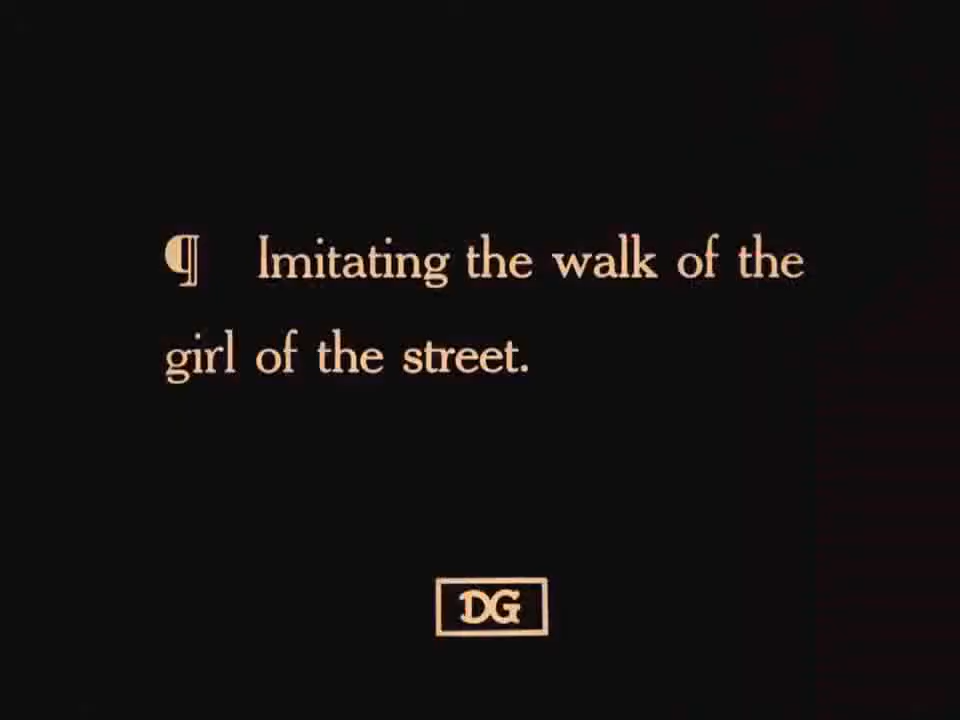 ¶ Imitating the walk of the
girl of the street.
DG